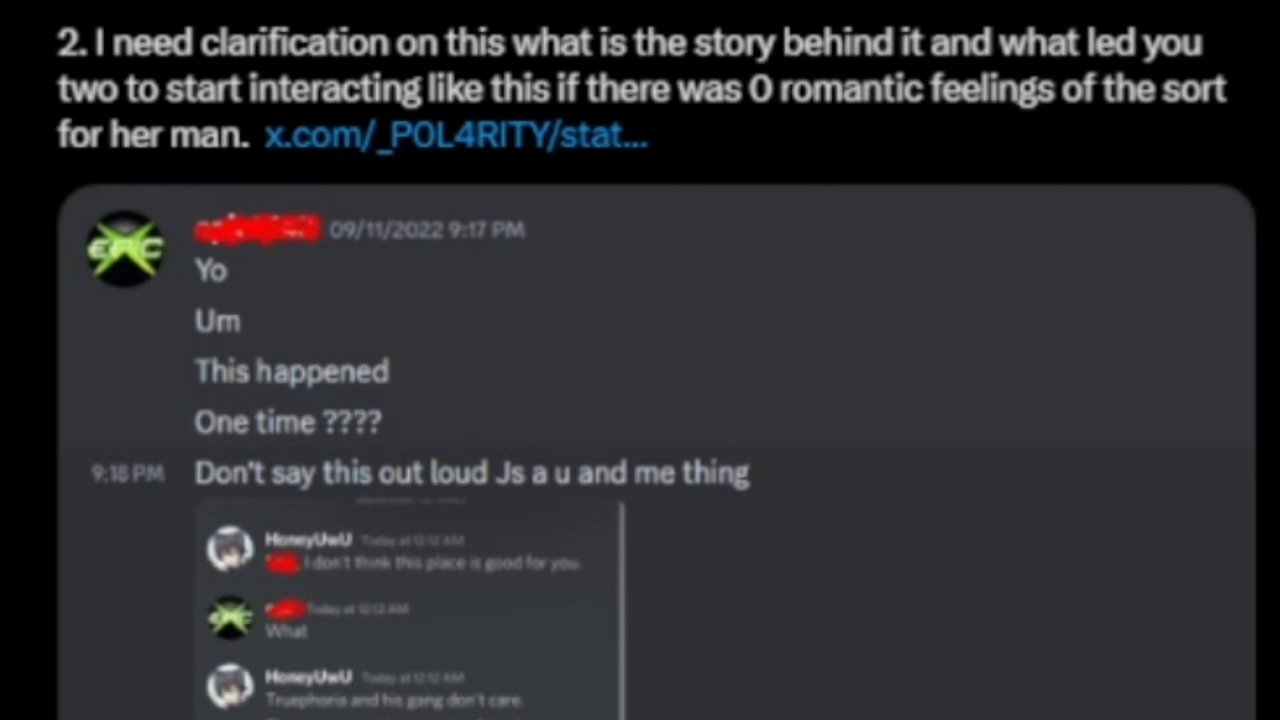 2. I need clarification on this what is the story behind it and what led you
two to start interacting like this if there was 0 romantic feelings of the sort
for her man. x.com/_P0L4RITY/stat...
EPIC
09/11/2022 9:17 PM
Yo
Um
This happened
One time ????
9:18 PM Don't say this out loud Js a u and me thing
HoneyUwU Today at 12:12 AM
I don't think this place is good for you.
EPIC
Today at 12:12 AM
What
HoneyUwU Today at 12:12 AM
Truephoria and his gang don't care.